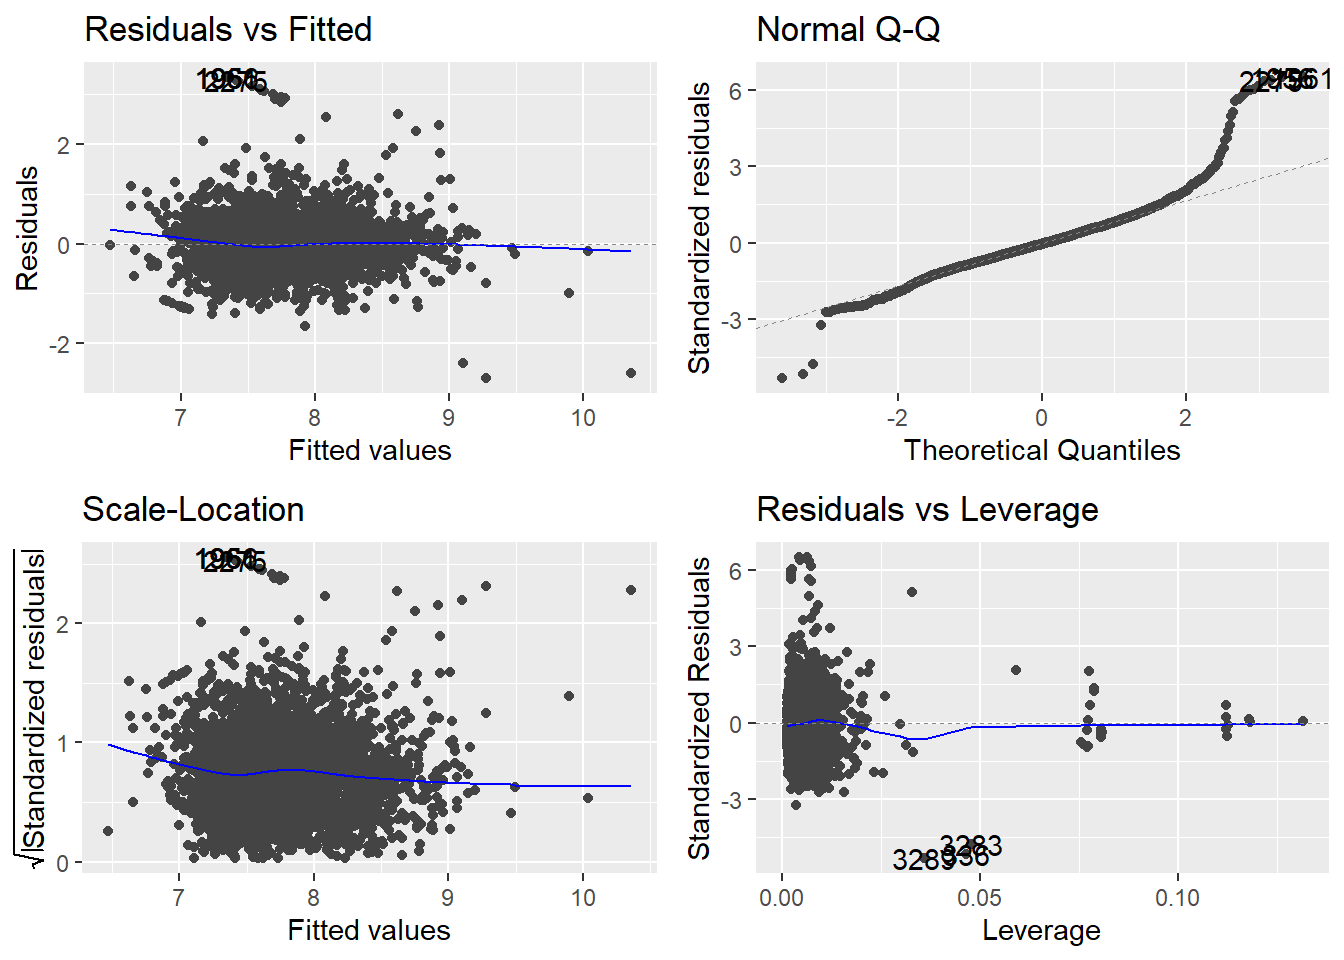 Residuals vs Fitted
Residuals
2
0
-2
7
8
9
10
Fitted values
Normal Q-Q
Standardized residuals
6
3
0
-3
-2
0
2
Theoretical Quantiles
Scale-Location
√|Standardized residuals|
2
1
0
7
8
9
10
Fitted values
Residuals vs Leverage
Standardized Residuals
6
3
0
-3
3283
3285
0.00
0.05
0.10
Leverage